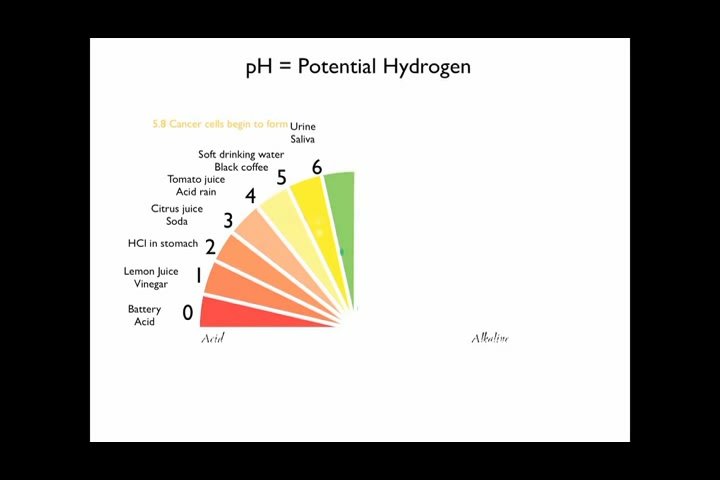 pH = Potential Hydrogen
5.8 Cancer cells begin to form
Urine
Saliva
Soft drinking water
Black coffee
6
5
Tomato juice
Acid rain
4
Citrus juice
Soda
3
HCl in stomach
2
Lemon Juice
Vinegar
1
Battery
Acid
0
Acid
Alkaline